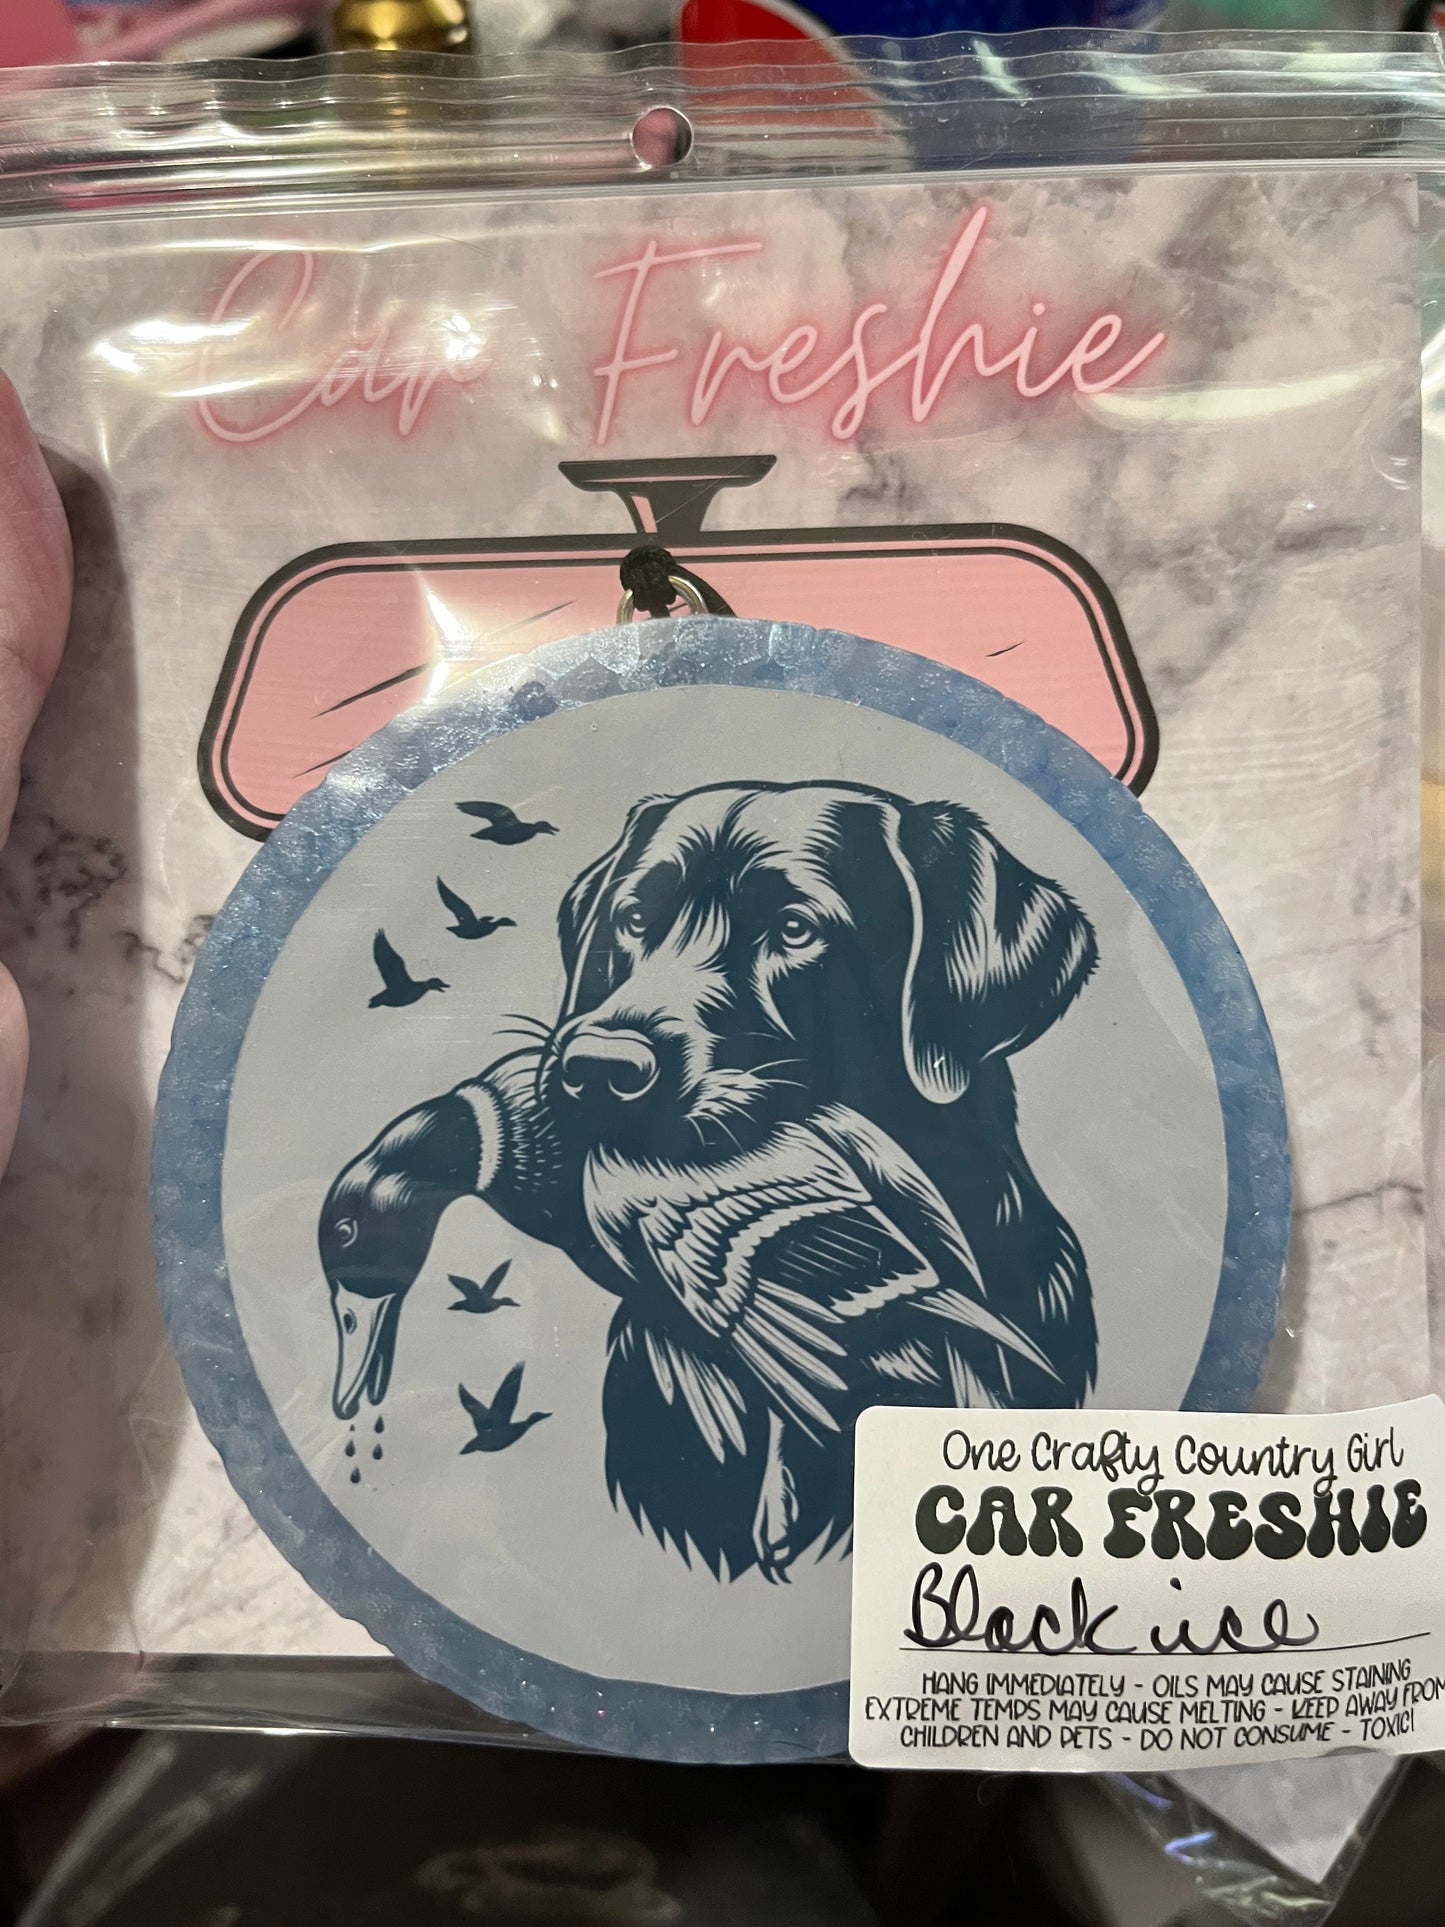 Car Freshie
One Crafty Country Girl
CAR FRESHIE
Black ice
HANG IMMEDIATELY - OILS MAY CAUSE STAINING
EXTREME TEMPS MAY CAUSE MELTING - KEEP AWAY FROM
CHILDREN AND PETS - DO NOT CONSUME - TOXIC!